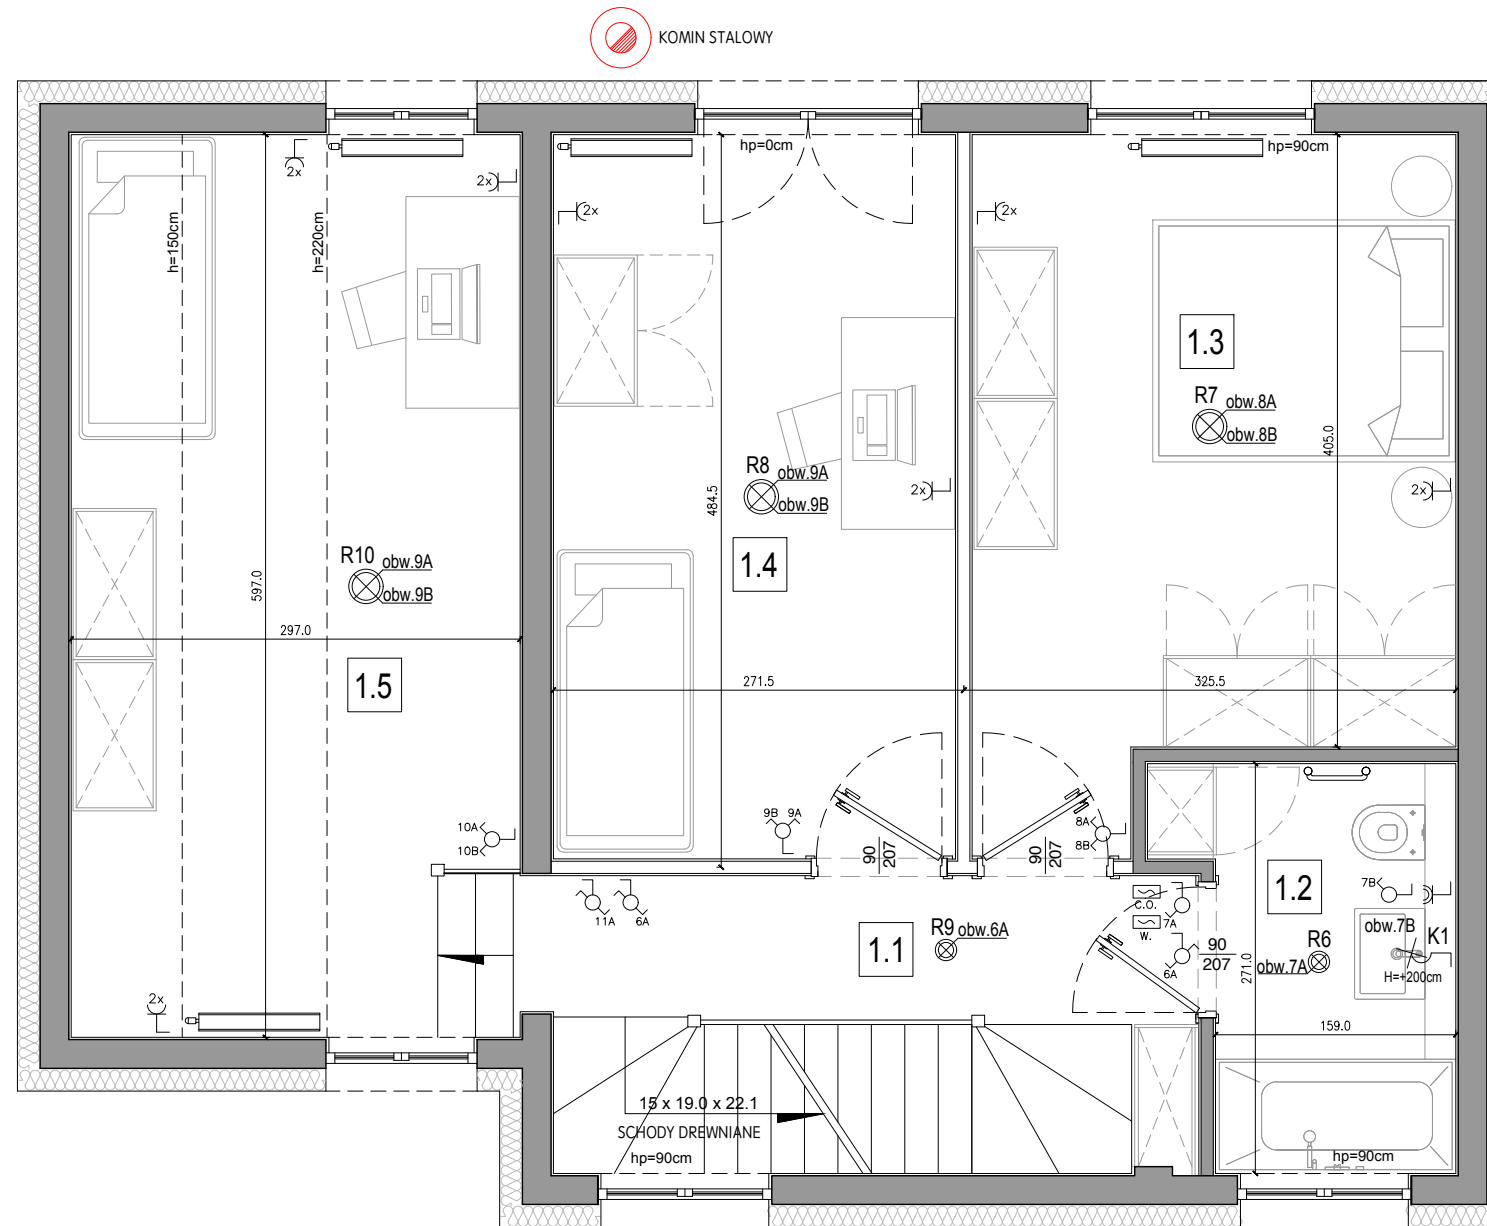 KOMIN STALOWY
hp=0cm
hp=90cm
2x
2x
2x
2x
h=150cm
h=220cm
1.3
R7 obw.8A
obw.8B
405.0
R8 obw.9A
obw.9B
2x
2x
484.5
1.4
R10 obw.9A
obw.9B
597.0
297.0
1.5
271.5
325.5
9B 9A
10A
10B
8A
8B
90
207
90
207
1.2
7B
11A
6A
C.O.
7A
W.
6A
1.1
R9 obw.6A
90
207
obw.7B
R6
K1
obw.7A
H=+200cm
271.0
159.0
2x
15 x 19.0 x 22.1
SCHODY DREWNIANE
hp=90cm
hp=90cm